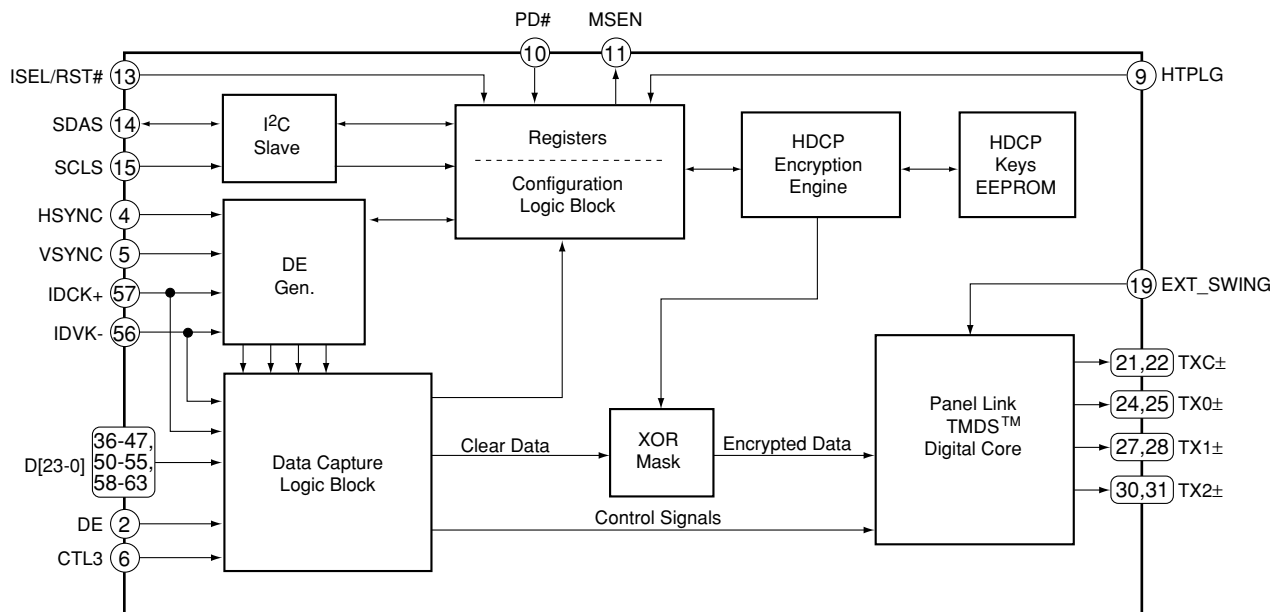 PD# MSEN
10 11
ISEL/RST# 13
9 HTPLG
SDAS 14
I²C
Slave
SCLS 15
Registers
Configuration
Logic Block
HDCP
Encryption
Engine
HDCP
Keys
EEPROM
HSYNC 4
VSYNC 5
IDCK+ 57
IDVK- 56
DE
Gen.
19 EXT_SWING
Panel Link
TMDS™
Digital Core
21,22 TXC±
24,25 TX0±
27,28 TX1±
30,31 TX2±
D[23-0]
36-47,
50-55,
58-63
Data Capture
Logic Block
Clear Data
XOR
Mask
Encrypted Data
Control Signals
DE 2
CTL3 6